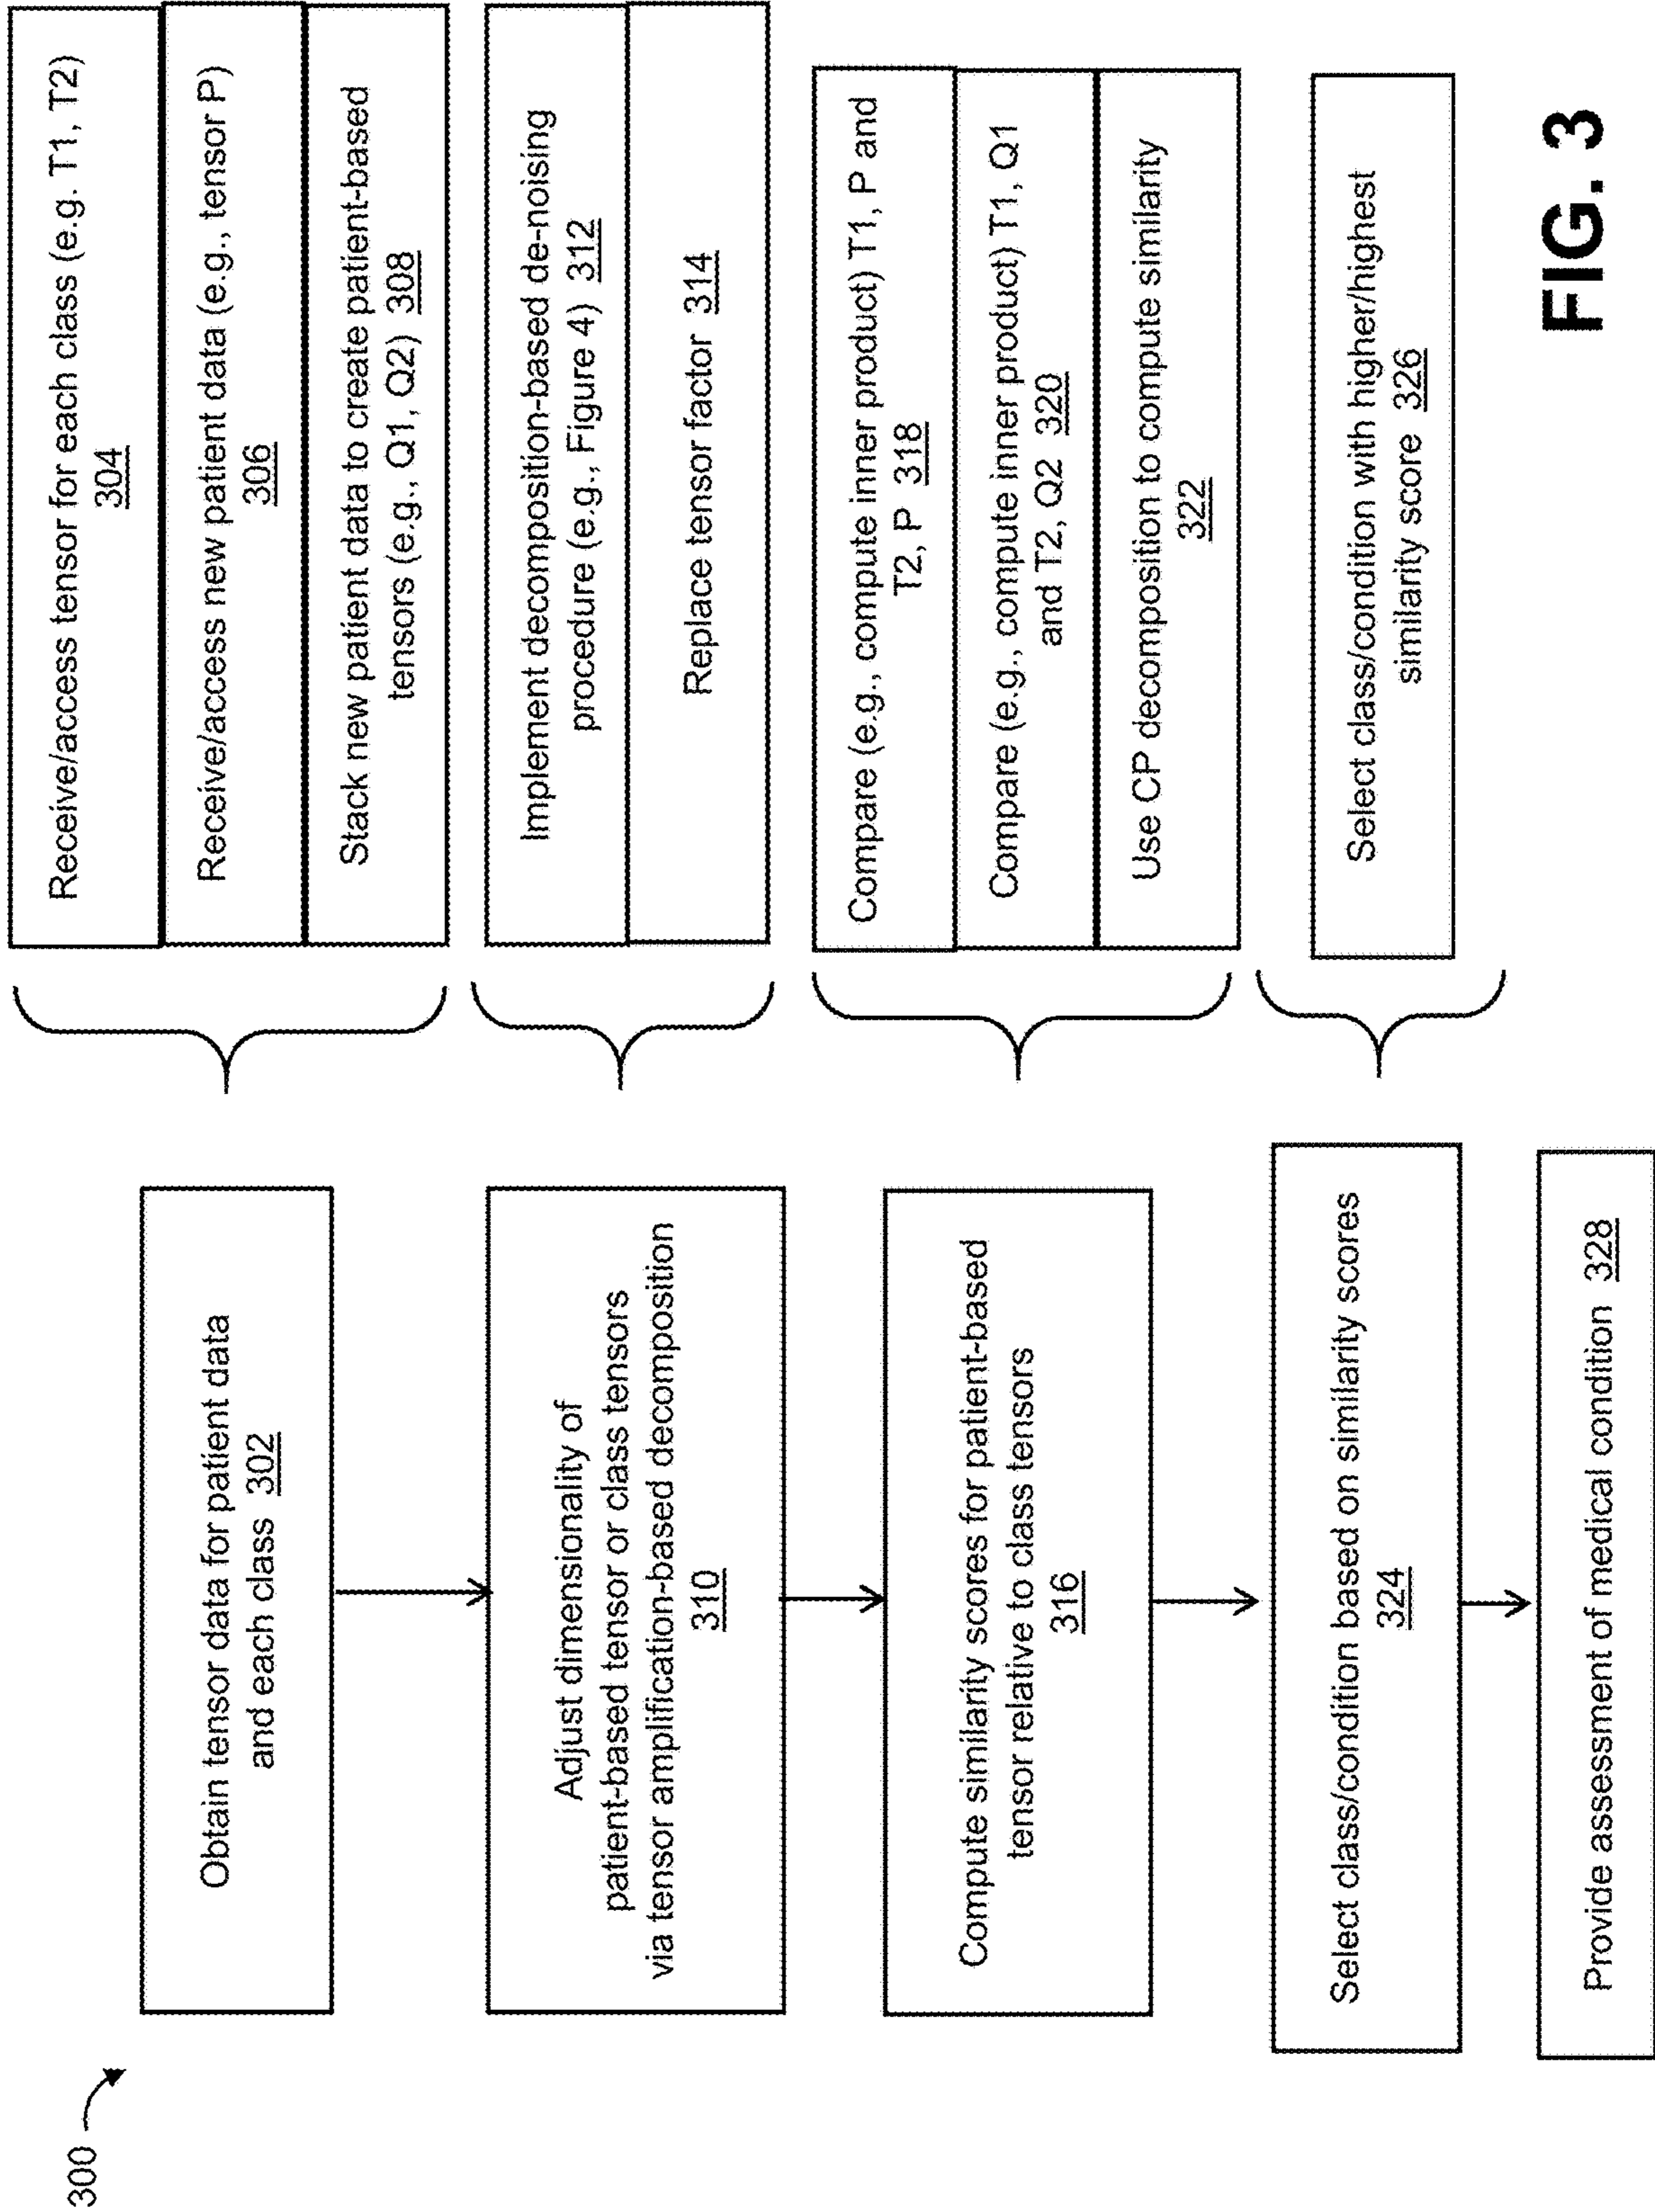 300
Obtain tensor data for patient data
and each class 302
Receive/access tensor for each class (e.g. T1, T2)
304
Receive/access new patient data (e.g., tensor P)
306
Stack new patient data to create patient-based
tensors (e.g., Q1, Q2) 308
Adjust dimensionality of
patient-based tensor or class tensors
via tensor amplification-based decomposition
310
Implement decomposition-based de-noising
procedure (e.g., Figure 4) 312
Replace tensor factor 314
Compute similarity scores for patient-based
tensor relative to class tensors
316
Compare (e.g., compute inner product) T1, P and
T2, P 318
Compare (e.g., compute inner product) T1, Q1
and T2, Q2 320
Use CP decomposition to compute similarity
322
Select class/condition based on similarity scores
324
Select class/condition with higher/highest
similarity score 326
Provide assessment of medical condition 328
FIG. 3